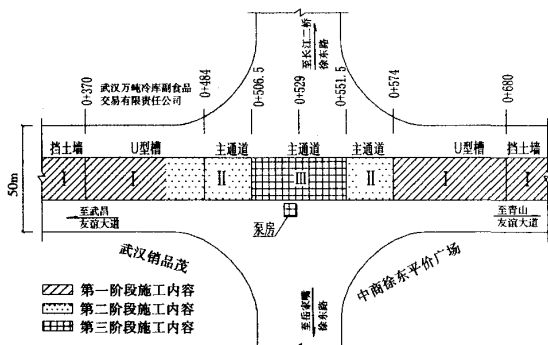 至长江二桥
徐东路
0+370
武汉万吨冷库副食品
交易有限责任公司
0+484
0+506.5
0+529
0+551.5
0+574
0+680
挡土墙
U型槽
主通道
主通道
主通道
U型槽
挡土墙
50m
I
I
II
III
II
I
I
至武昌
友谊大道
泵房
至青山
友谊大道
武汉销品茂
中商徐东平价广场
第一阶段施工内容
第二阶段施工内容
第三阶段施工内容
至岳家嘴
徐东路